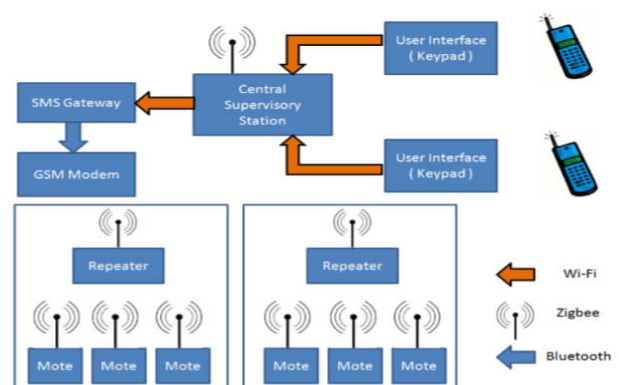 User Interface
( Keypad )
Central
Supervisory
Station
SMS Gateway
GSM Modem
User Interface
( Keypad )
Repeater
Repeater
Mote
Mote
Mote
Mote
Mote
Mote
Wi-Fi
Zigbee
Bluetooth